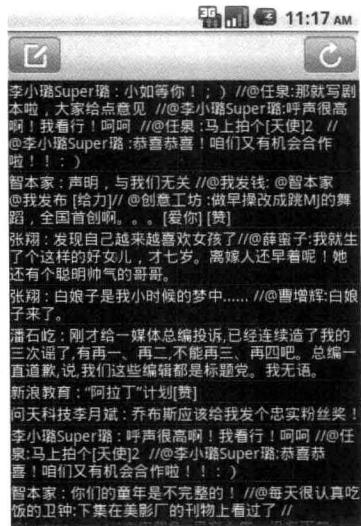 3G 11:17 AM
李小璐Super璐：小如等你！；）//@任泉:那就写剧
本啦，大家给点意见 //@李小璐Super璐:呼声很高
啊！我看行！呵呵 //@任泉 :马上拍个[天使]2 //
@李小璐Super璐 :恭喜恭喜！咱们又有机会合作
啦！！：）
智本家：声明，与我们无关 //@我发钱: @智本家
@我发布 [给力]// @创意工坊 :做早操改成跳MJ的舞
蹈，全国首创啊。。。[爱你] [赞]
张翔：发现自己越来越喜欢女孩了//@薛蛮子:我就生
了个这样的好女儿，才七岁。离嫁人还早着呢！她
还有个聪明帅气的哥哥。
张翔：白娘子是我小时候的梦中...... //@曹增辉:白娘
子来了。
潘石屹：刚才给一媒体总编投诉,已经连续造了我的
三次谣了,有再一、再二,不能再三、再四吧。总编一
直道歉,说,我们这些编辑都是标题党。我无语。
新浪教育：“阿拉丁”计划[赞]
问天科技李月斌：乔布斯应该给我发个忠实粉丝奖！
李小璐Super璐：呼声很高啊！我看行！呵呵 //@任
泉:马上拍个[天使]2 //@李小璐Super璐:恭喜恭
喜！咱们又有机会合作啦！！：）
智本家：你们的童年是不完整的！ //@每天很认真吃
饭的卫钟:下集在美影厂的刊物上看过了 //